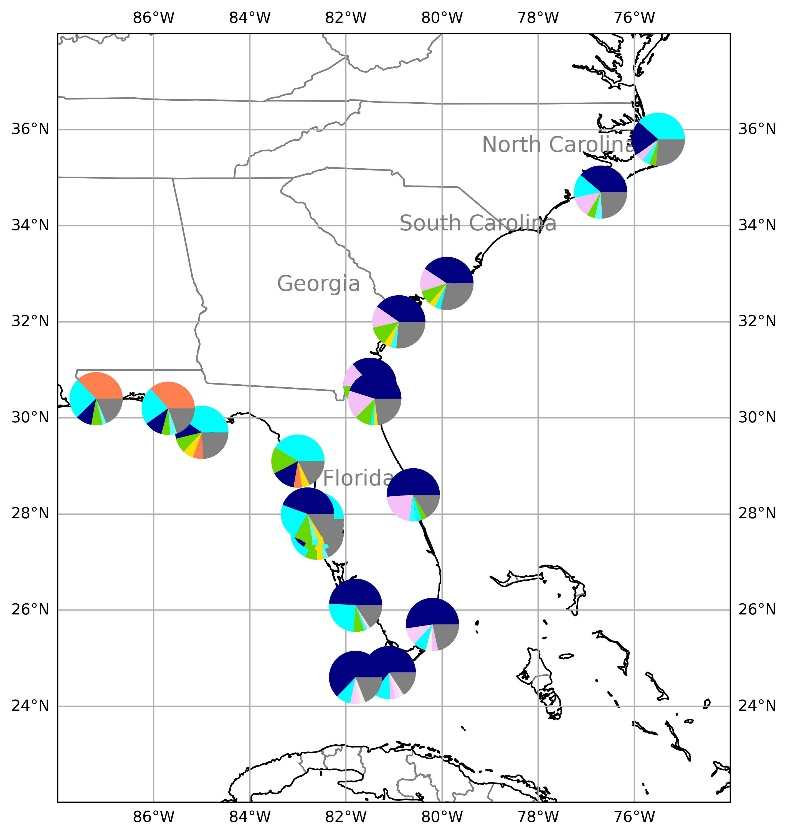 86°W 84°W 82°W 80°W 78°W 76°W
36°N 36°N
North Carolina
34°N 34°N
South Carolina
Georgia
32°N 32°N
30°N 30°N
Florida
28°N 28°N
26°N 26°N
24°N 24°N
86°W 84°W 82°W 80°W 78°W 76°W